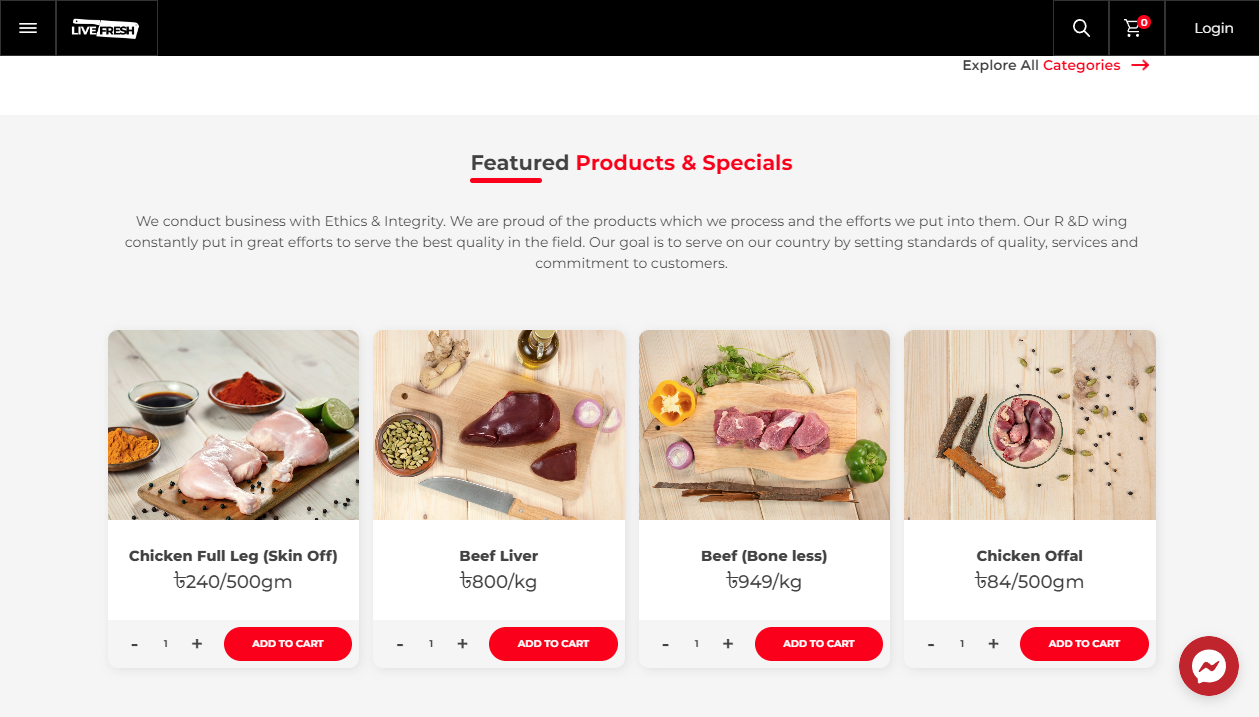 LIVE FRESH
0
Login
Explore All Categories
Featured Products & Specials
We conduct business with Ethics & Integrity. We are proud of the products which we process and the efforts we put into them. Our R &D wing
constantly put in great efforts to serve the best quality in the field. Our goal is to serve on our country by setting standards of quality, services and
commitment to customers.
Chicken Full Leg (Skin Off)
৳240/500gm
- 1 + ADD TO CART
Beef Liver
৳800/kg
- 1 + ADD TO CART
Beef (Bone less)
৳949/kg
- 1 + ADD TO CART
Chicken Offal
৳84/500gm
- 1 + ADD TO CART